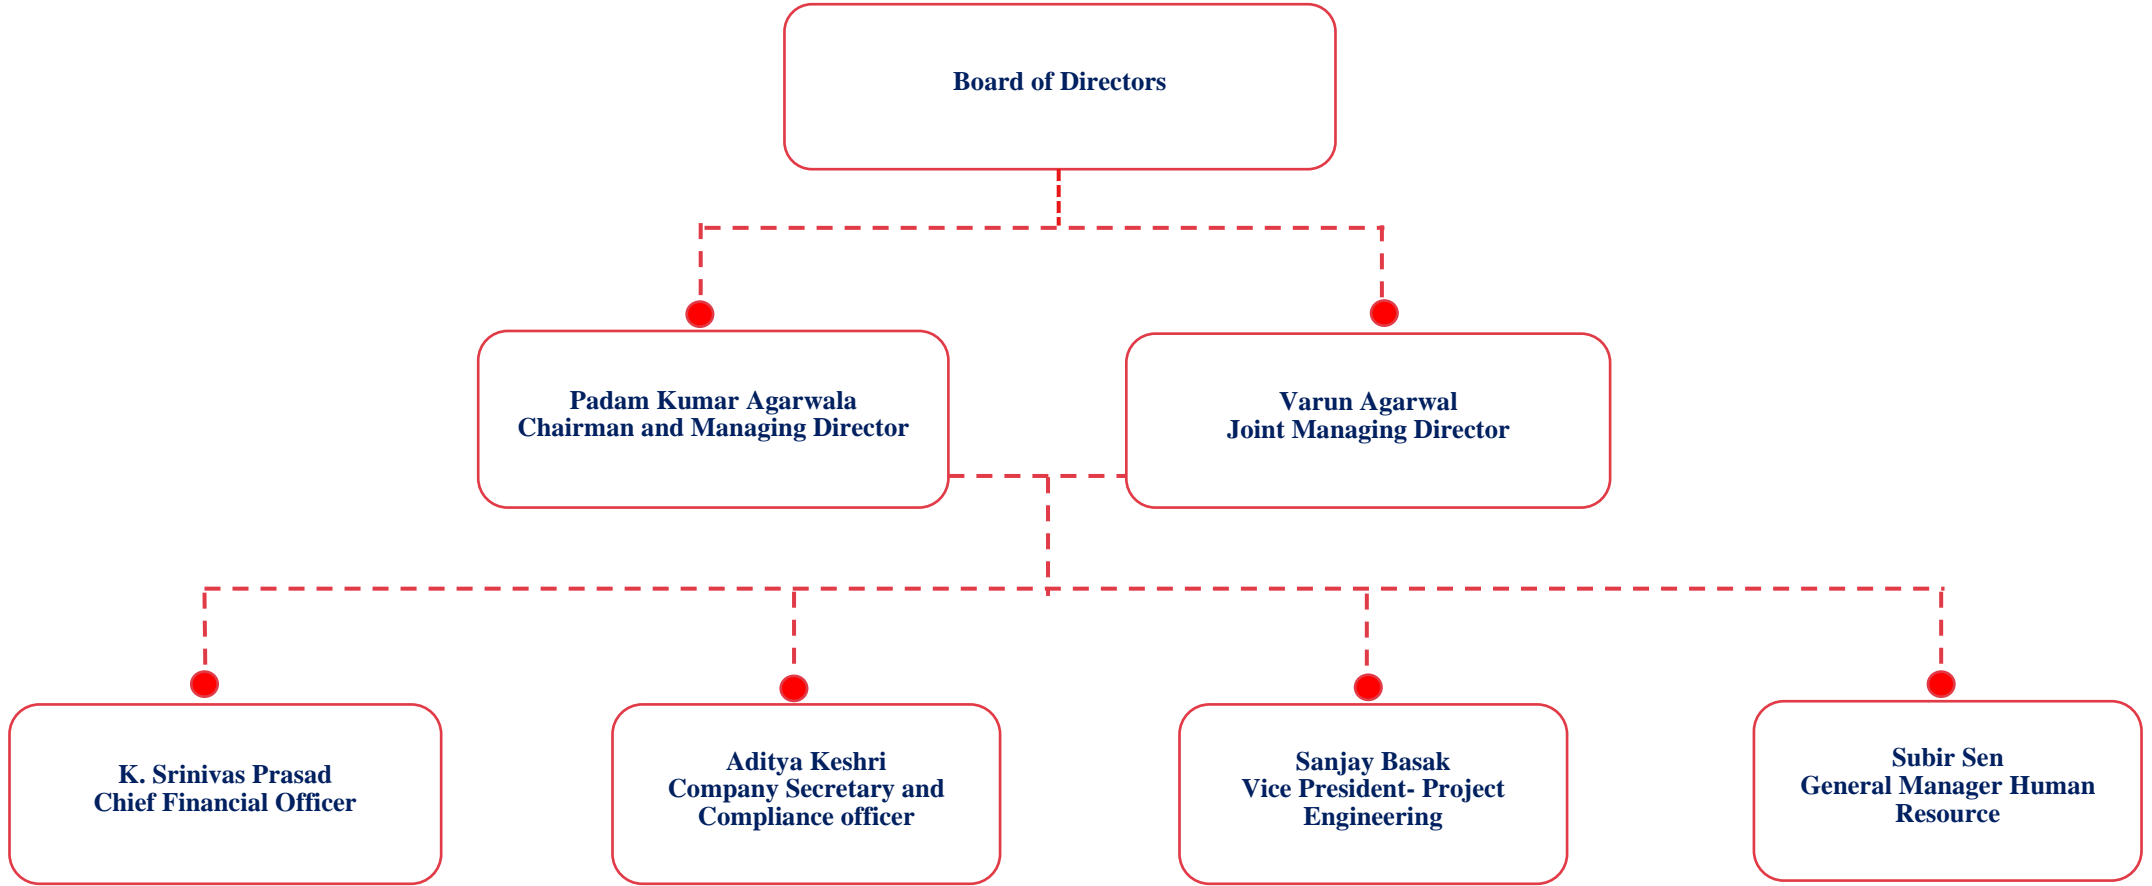 Board of Directors
Padam Kumar Agarwala
Chairman and Managing Director
Varun Agarwal
Joint Managing Director
K. Srinivas Prasad
Chief Financial Officer
Aditya Keshri
Company Secretary and
Compliance officer
Sanjay Basak
Vice President- Project
Engineering
Subir Sen
General Manager Human
Resource